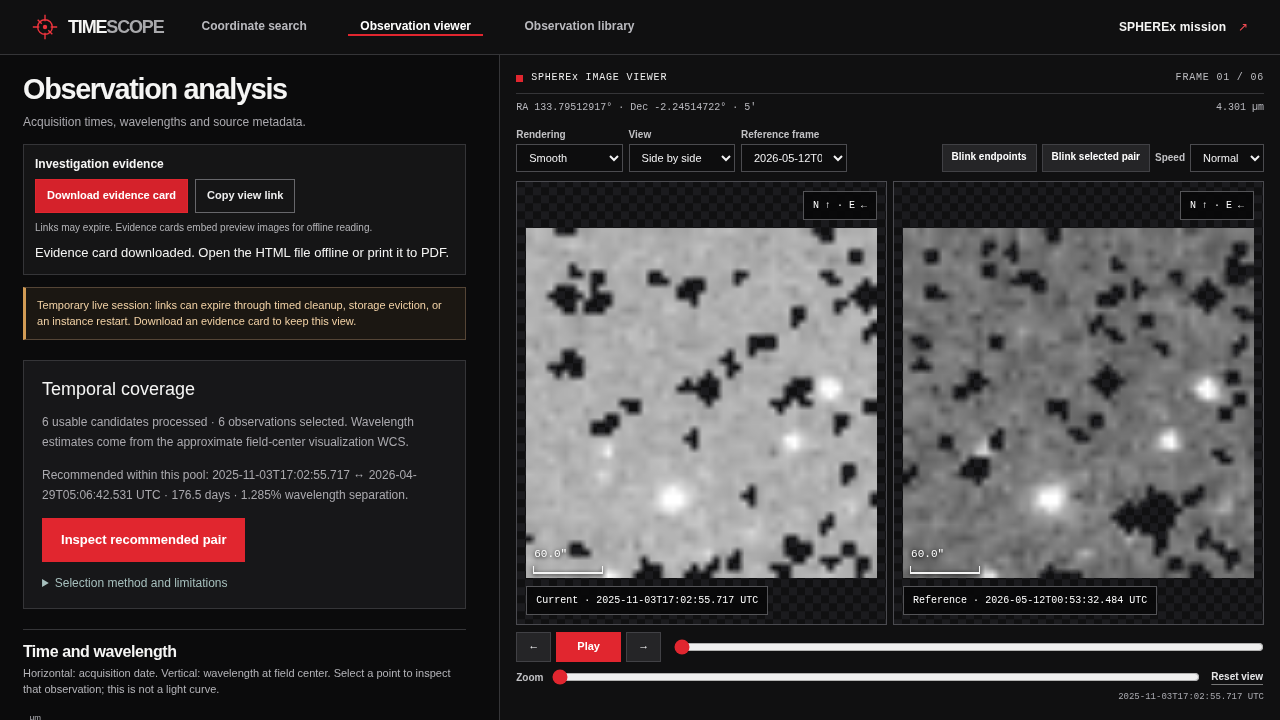 TIMESCOPE
Coordinate search
Observation viewer
Observation library
SPHEREx mission ↗
Observation analysis
Acquisition times, wavelengths and source metadata.
Investigation evidence
Download evidence card
Copy view link
Links may expire. Evidence cards embed preview images for offline reading.
Evidence card downloaded. Open the HTML file offline or print it to PDF.
Temporary live session: links can expire through timed cleanup, storage eviction, or
an instance restart. Download an evidence card to keep this view.
Temporal coverage
6 usable candidates processed · 6 observations selected. Wavelength
estimates come from the approximate field-center visualization WCS.
Recommended within this pool: 2025-11-03T17:02:55.717 ↔ 2026-04-
29T05:06:42.531 UTC · 176.5 days · 1.285% wavelength separation.
Inspect recommended pair
▶ Selection method and limitations
Time and wavelength
Horizontal: acquisition date. Vertical: wavelength at field center. Select a point to inspect
that observation; this is not a light curve.
µm
SPHEREx IMAGE VIEWER
FRAME 01 / 06
RA 133.79512917° · Dec -2.24514722° · 5'
4.301 µm
Rendering
View
Reference frame
Smooth
Side by side
2026-05-12T0
Blink endpoints
Blink selected pair
Speed
Normal
N ↑ · E ←
N ↑ · E ←
60.0"
60.0"
Current · 2025-11-03T17:02:55.717 UTC
Reference · 2026-05-12T00:53:32.484 UTC
←
Play
→
Zoom
Reset view
2025-11-03T17:02:55.717 UTC